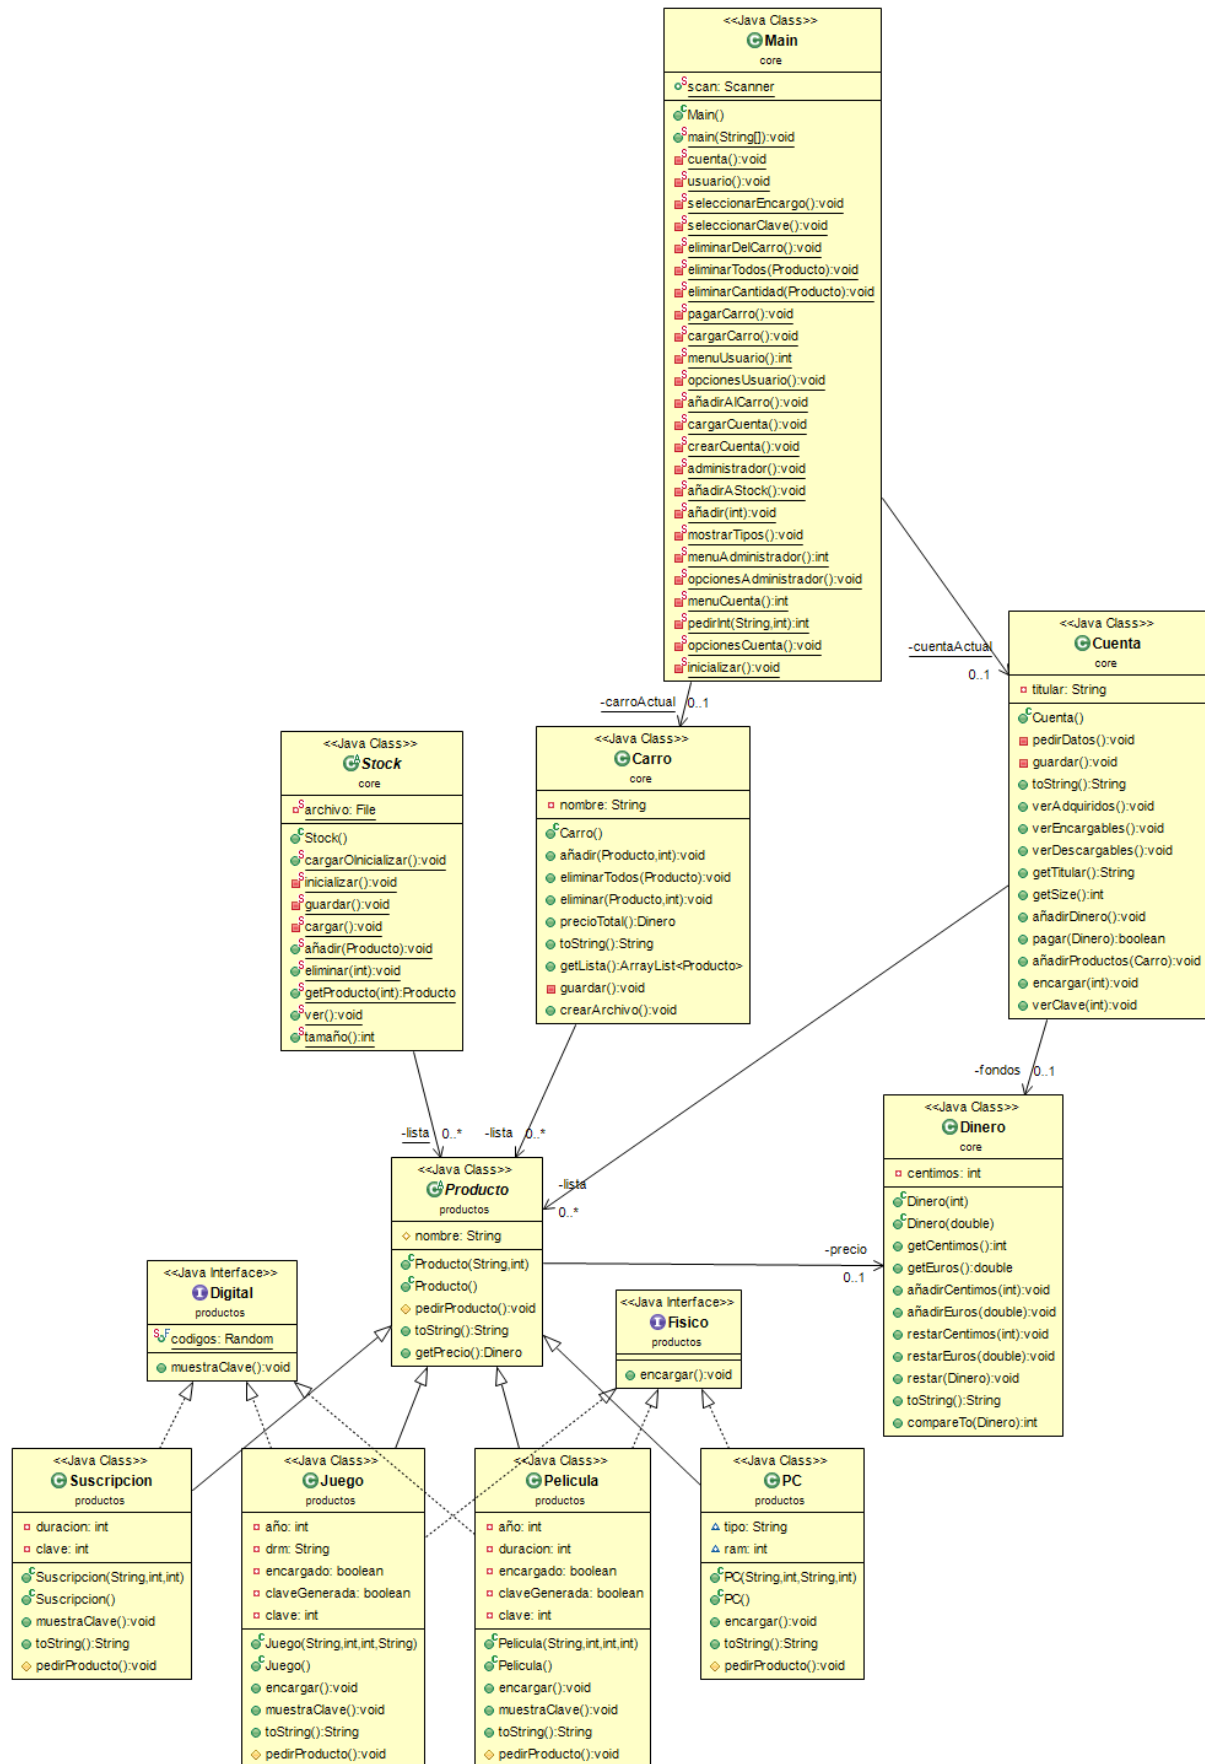 <<Java Class>>
Main
core
scan: Scanner
Main()
main(String[]):void
cuenta():void
usuario():void
seleccionarEncargo():void
seleccionarClave():void
eliminarDelCarro():void
eliminarTodos(Producto):void
eliminarCantidad(Producto):void
pagarCarro():void
cargarCarro():void
menuUsuario():int
opcionesUsuario():void
añadirAlCarro():void
cargarCuenta():void
crearCuenta():void
administrador():void
añadirAStock():void
añadir(int):void
mostrarTipos():void
menuAdministrador():int
opcionesAdministrador():void
menuCuenta():int
pedirInt(String,int):int
opcionesCuenta():void
inicializar():void
-cuentaActual
0..1
-carroActual
0..1
<<Java Class>>
Cuenta
core
titular: String
Cuenta()
pedirDatos():void
guardar():void
toString():String
verAdquiridos():void
verEncargables():void
verDescargables():void
getTitular():String
getSize():int
añadirDinero():void
pagar(Dinero):boolean
añadirProductos(Carro):void
encargar(int):void
verClave(int):void
<<Java Class>>
Stock
core
archivo: File
Stock()
cargarOInicializar():void
inicializar():void
guardar():void
cargar():void
añadir(Producto):void
eliminar(int):void
getProducto(int):Producto
ver():void
tamaño():int
<<Java Class>>
Carro
core
nombre: String
Carro()
añadir(Producto,int):void
eliminarTodos(Producto):void
eliminar(Producto,int):void
precioTotal():Dinero
toString():String
getLista():ArrayList<Producto>
guardar():void
crearArchivo():void
-fondos
0..1
-lista
0..*
-lista
0..*
-lista
0..*
<<Java Class>>
Dinero
core
centimos: int
Dinero(int)
Dinero(double)
getCentimos():int
getEuros():double
añadirCentimos(int):void
añadirEuros(double):void
restarCentimos(int):void
restarEuros(double):void
restar(Dinero):void
toString():String
compareTo(Dinero):int
<<Java Class>>
Producto
productos
nombre: String
Producto(String,int)
Producto()
pedirProducto():void
toString():String
getPrecio():Dinero
-precio
0..1
<<Java Interface>>
Digital
productos
codigos: Random
muestraClave():void
<<Java Interface>>
Fisico
productos
encargar():void
<<Java Class>>
Suscripcion
productos
duracion: int
clave: int
Suscripcion(String,int,int)
Suscripcion()
muestraClave():void
toString():String
pedirProducto():void
<<Java Class>>
Juego
productos
año: int
drm: String
encargado: boolean
claveGenerada: boolean
clave: int
Juego(String,int,int,String)
Juego()
encargar():void
muestraClave():void
toString():String
pedirProducto():void
<<Java Class>>
Pelicula
productos
año: int
duracion: int
encargado: boolean
claveGenerada: boolean
clave: int
Pelicula(String,int,int,int)
Pelicula()
encargar():void
muestraClave():void
toString():String
pedirProducto():void
<<Java Class>>
PC
productos
tipo: String
ram: int
PC(String,int,String,int)
PC()
encargar():void
toString():String
pedirProducto():void